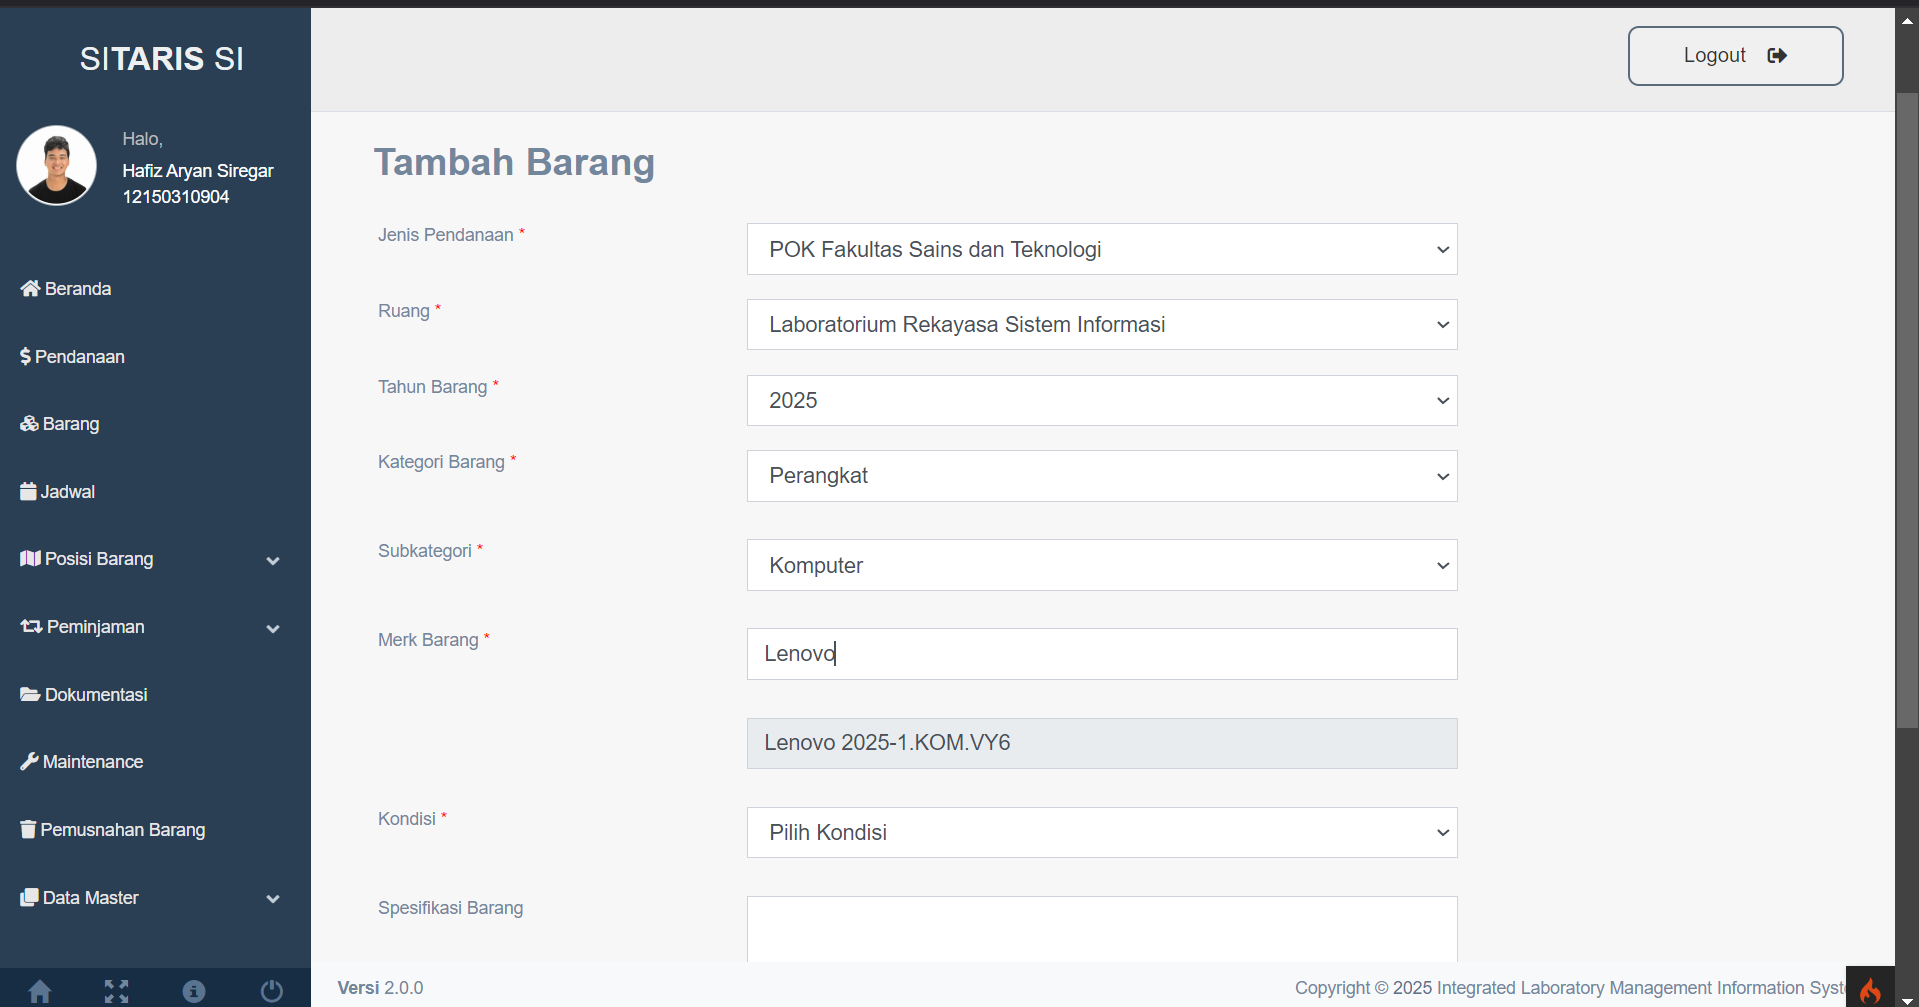 SITARIS SI
Logout
Halo,
Hafiz Aryan Siregar
12150310904
Beranda
Pendanaan
Barang
Jadwal
Posisi Barang
Peminjaman
Dokumentasi
Maintenance
Pemusnahan Barang
Data Master
Tambah Barang
Jenis Pendanaan *
POK Fakultas Sains dan Teknologi
Ruang *
Laboratorium Rekayasa Sistem Informasi
Tahun Barang *
2025
Kategori Barang *
Perangkat
Subkategori *
Komputer
Merk Barang *
Lenovo
Lenovo 2025-1.KOM.VY6
Kondisi *
Pilih Kondisi
Spesifikasi Barang
Versi 2.0.0
Copyright © 2025 Integrated Laboratory Management Information Syst